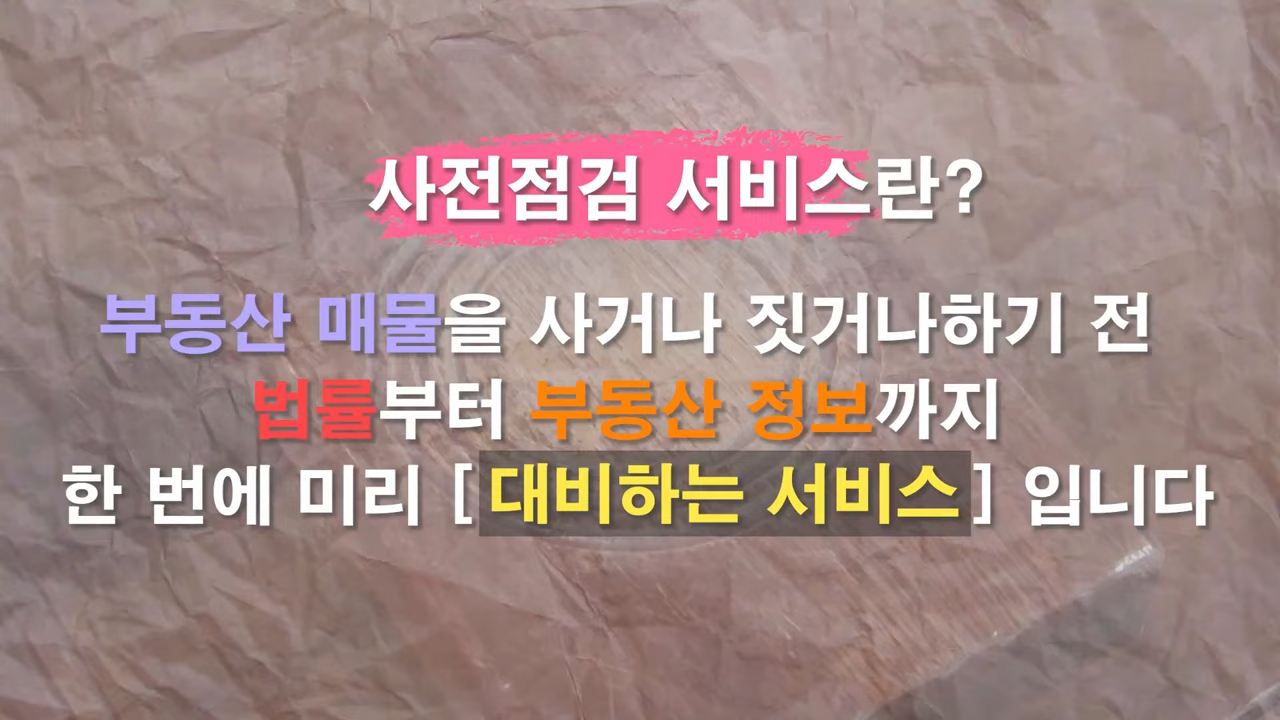 사전점검 서비스란?
부동산 매물을 사거나 짓거나하기 전
법률부터 부동산 정보까지
한 번에 미리 [대비하는 서비스] 입니다